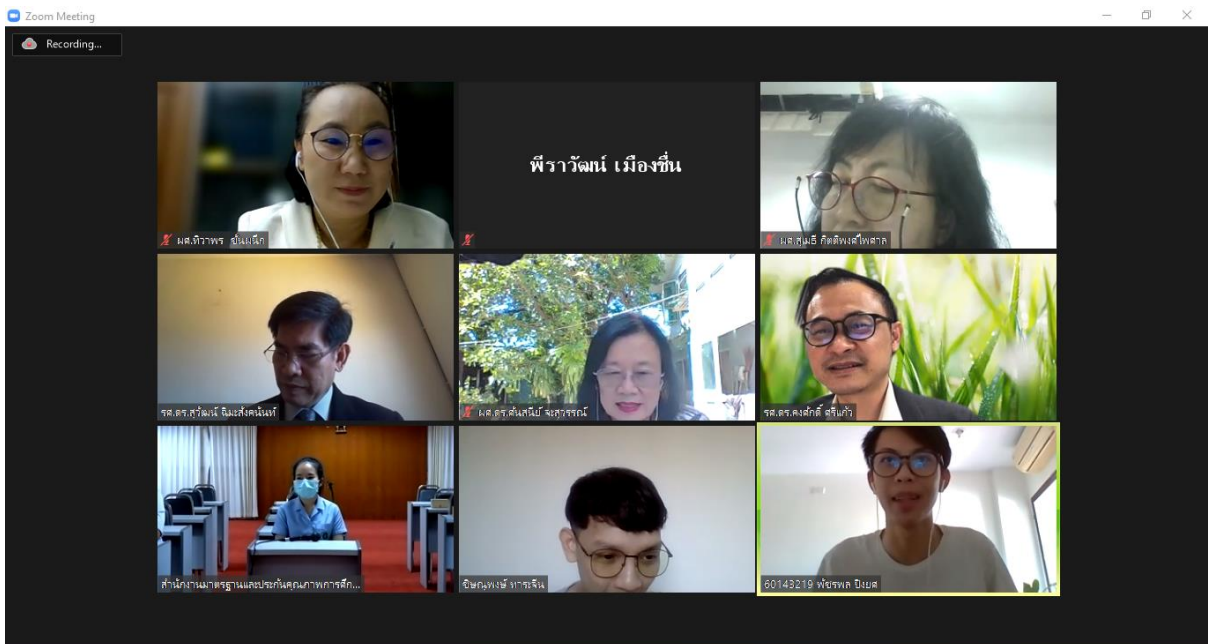 Zoom Meeting
Recording...
ผศ.ทิวาพร ขันผนึก
พีราวัฒน์ เมืองชื่น
ผศ.สุเมธี กิตติพงศ์ไพศาล
รศ.ดร.สุวัฒน์ ฉิมะสังคนันท์
ผศ.ดร.ศันสนีย์ จะสุวรรณ์
รศ.ดร.คงศักดิ์ ศรีแก้ว
สำนักงานมาตรฐานและประกันคุณภาพการศึก...
ชิษณุพงษ์ ทาระจีน
60143219 พัชรพล ปิงยศ